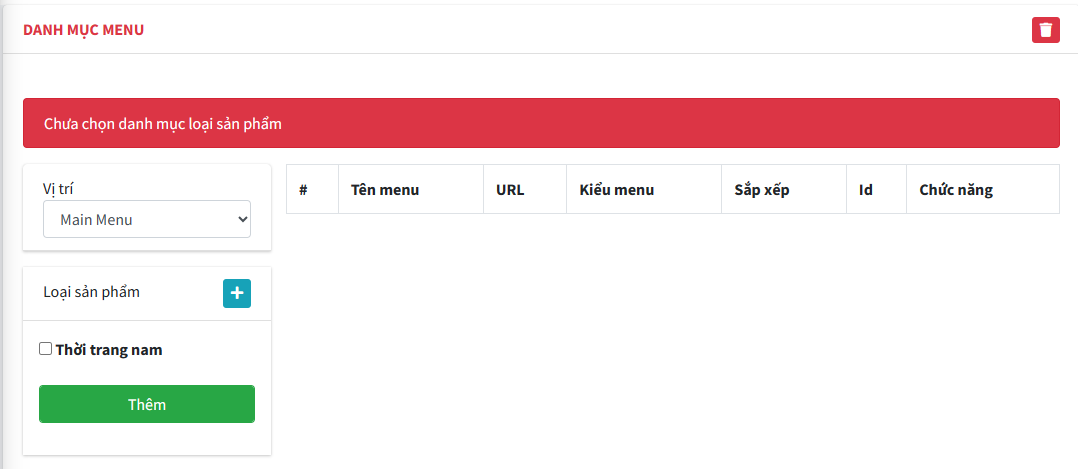 DANH MỤC MENU
Chưa chọn danh mục loại sản phẩm
Vị trí
Main Menu
# Tên menu URL Kiểu menu Sắp xếp Id Chức năng
Loại sản phẩm
Thời trang nam
Thêm